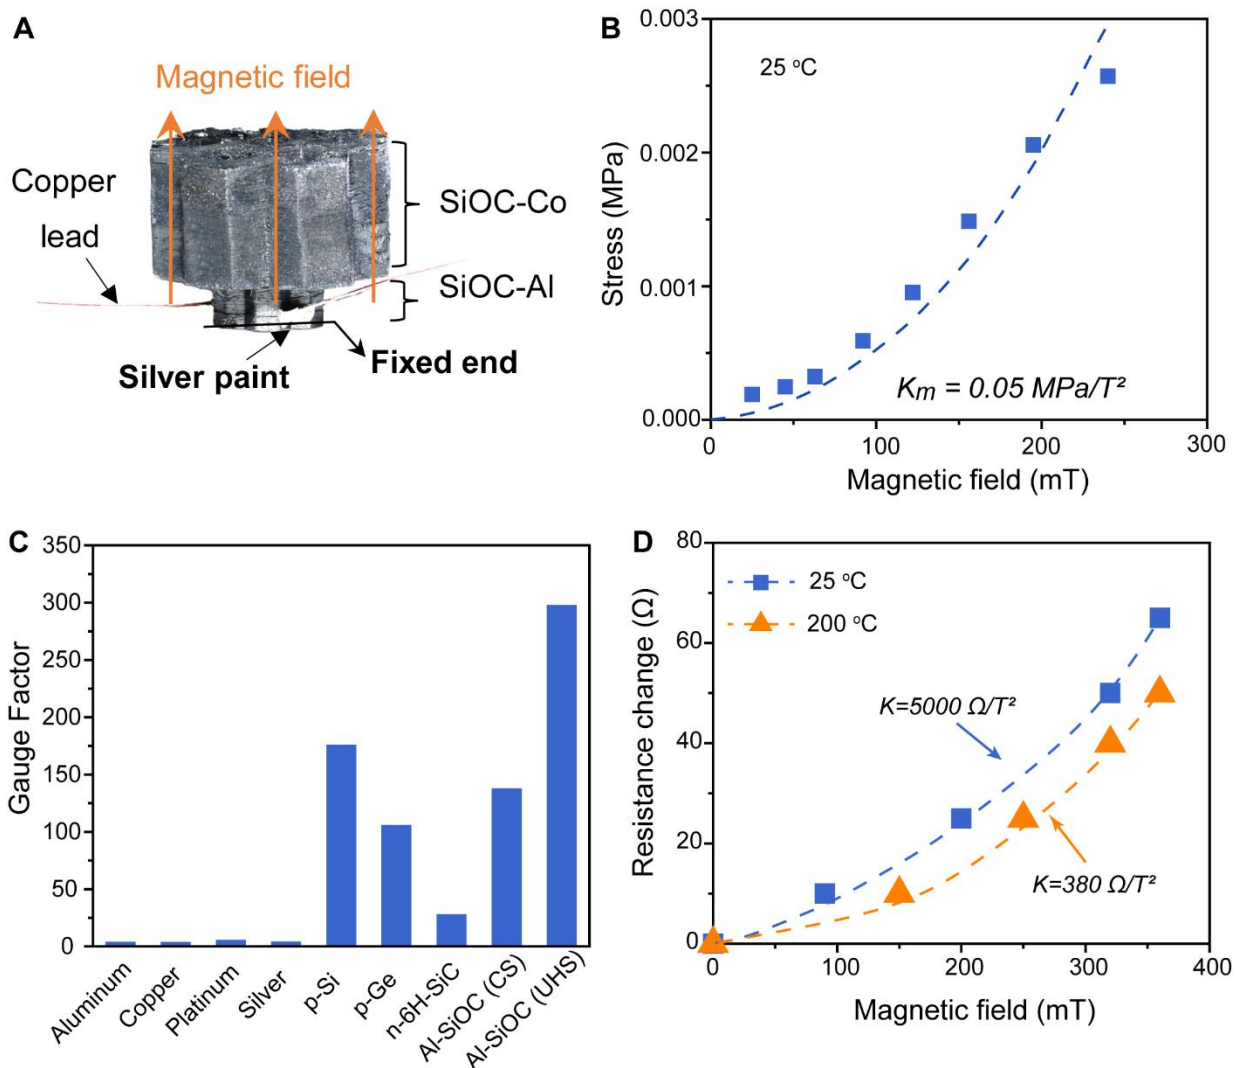 A
Magnetic field
Copper
lead
SiOC-Co
SiOC-Al
Silver paint
Fixed end
B
0.003
0.002
0.001
0.000
Stress (MPa)
25 °C
Km = 0.05 MPa/T²
0
100
200
300
Magnetic field (mT)
C
350
300
250
200
150
100
50
0
Gauge Factor
Aluminum
Copper
Platinum
Silver
p-Si
p-Ge
n-6H-SiC
Al-SiOC (CS)
Al-SiOC (UHS)
D
80
60
40
20
0
Resistance change (Ω)
25 °C
200 °C
K=5000 Ω/T²
K=380 Ω/T²
0
100
200
300
400
Magnetic field (mT)